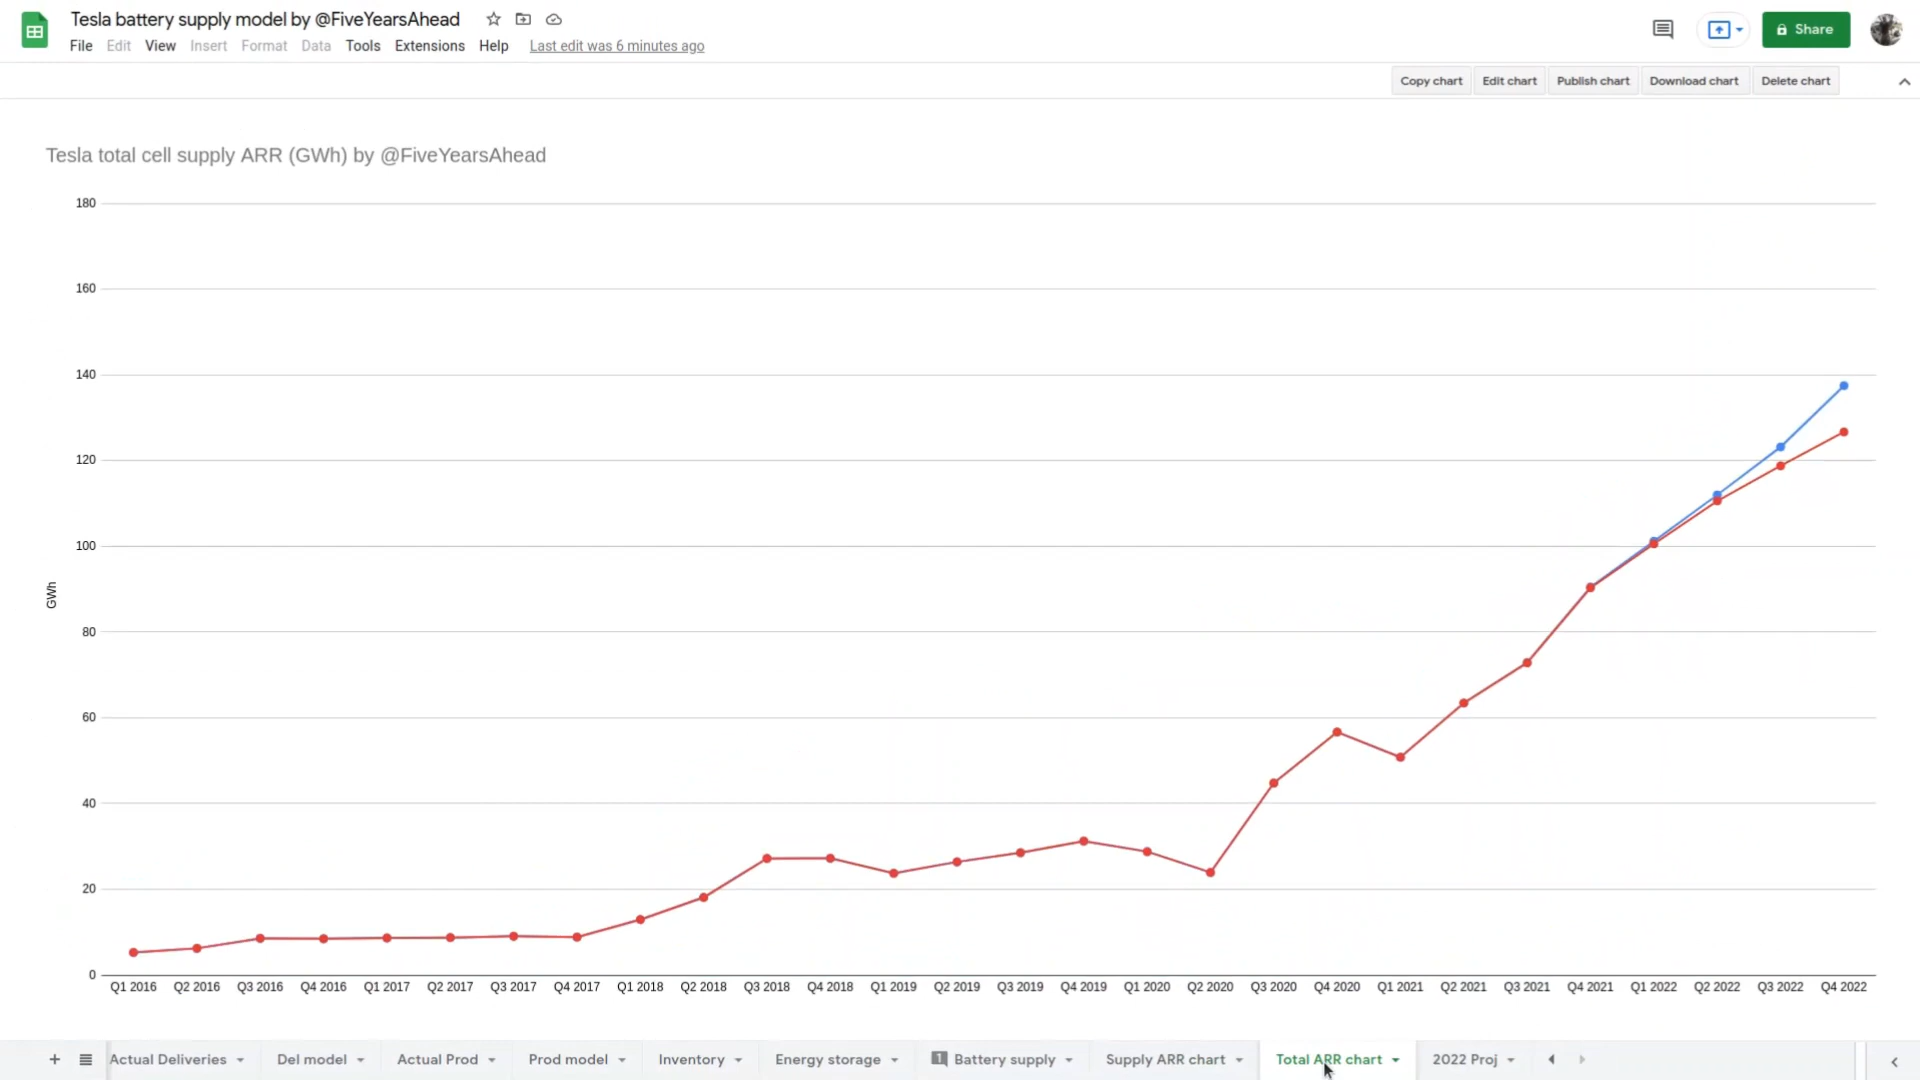 Tesla battery supply model by @FiveYearsAhead
File Edit View Insert Format Data Tools Extensions Help Last edit was 6 minutes ago
Share
Copy chart Edit chart Publish chart Download chart Delete chart
Tesla total cell supply ARR (GWh) by @FiveYearsAhead
180
160
140
120
100
80
60
40
20
0
GWh
Q1 2016 Q2 2016 Q3 2016 Q4 2016 Q1 2017 Q2 2017 Q3 2017 Q4 2017 Q1 2018 Q2 2018 Q3 2018 Q4 2018 Q1 2019 Q2 2019 Q3 2019 Q4 2019 Q1 2020 Q2 2020 Q3 2020 Q4 2020 Q1 2021 Q2 2021 Q3 2021 Q4 2021 Q1 2022 Q2 2022 Q3 2022 Q4 2022
Actual Deliveries Del model Actual Prod Prod model Inventory Energy storage 1 Battery supply Supply ARR chart Total ARR chart 2022 Proj